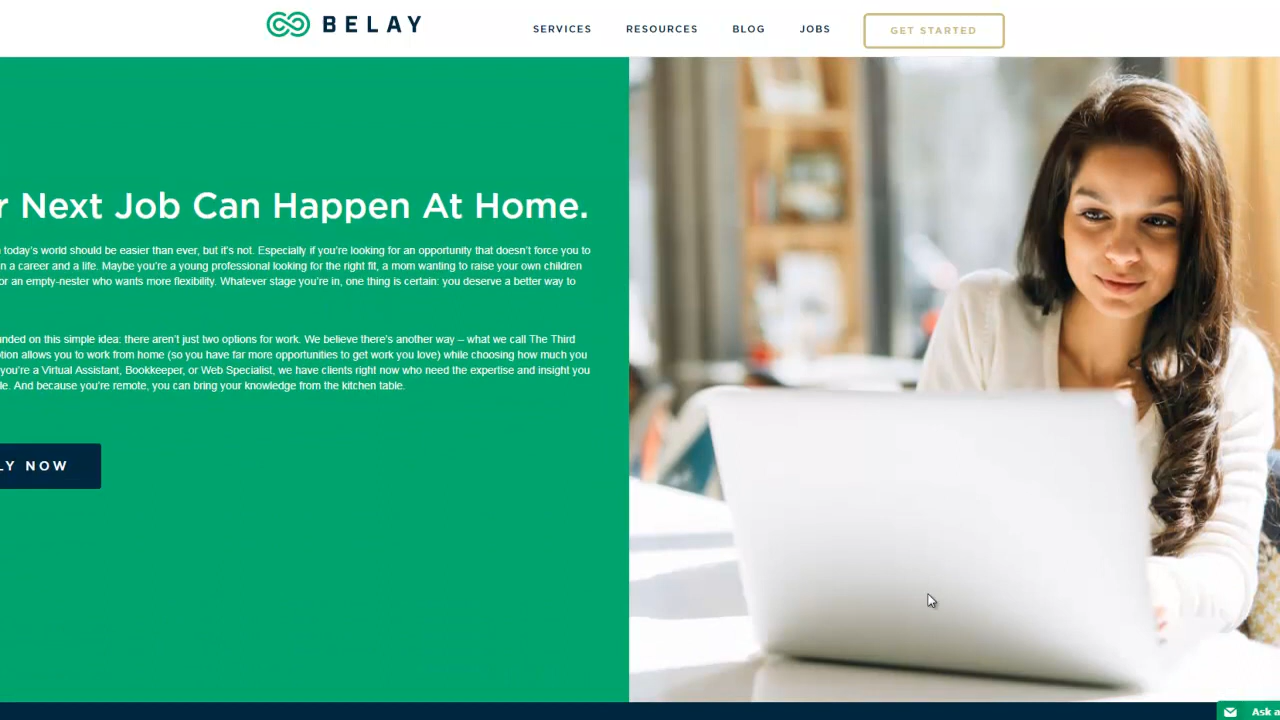 BELAY
SERVICES RESOURCES BLOG JOBS GET STARTED
Next Job Can Happen At Home.
today's world should be easier than ever, but it's not. Especially if you're looking for an opportunity that doesn't force you to
a career and a life. Maybe you're a young professional looking for the right fit, a mom wanting to raise your own children
or an empty-nester who wants more flexibility. Whatever stage you're in, one thing is certain: you deserve a better way to
on this simple idea: there aren't just two options for work. We believe there's another way – what we call The Third
allows you to work from home (so you have far more opportunities to get work you love) while choosing how much you
you're a Virtual Assistant, Bookkeeper, or Web Specialist, we have clients right now who need the expertise and insight you
And because you're remote, you can bring your knowledge from the kitchen table.
NOW
Ask